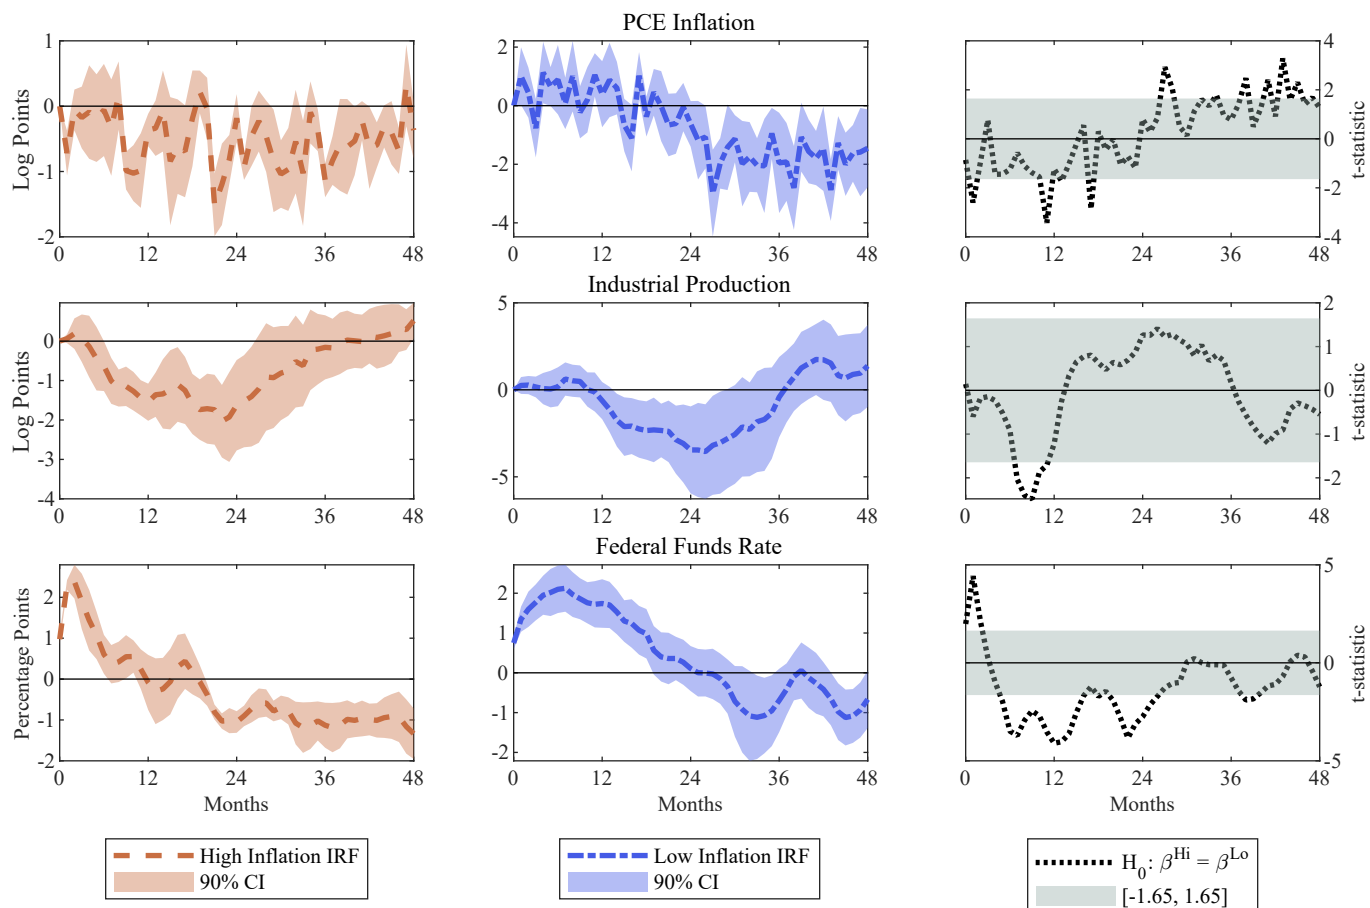 PCE Inflation
1
0
-1
-2
Log Points
0 12 24 36 48
2
0
-2
-4
0 12 24 36 48
4
2
0
-2
-4
t-statistic
0 12 24 36 48
Industrial Production
0
-1
-2
-3
-4
Log Points
0 12 24 36 48
5
0
-5
0 12 24 36 48
2
1
0
-1
-2
t-statistic
0 12 24 36 48
Federal Funds Rate
2
1
0
-1
-2
Percentage Points
0 12 24 36 48
Months
2
1
0
-1
-2
0 12 24 36 48
Months
5
0
-5
t-statistic
0 12 24 36 48
Months
High Inflation IRF
90% CI
Low Inflation IRF
90% CI
H₀: β^Hi = β^Lo
[-1.65, 1.65]